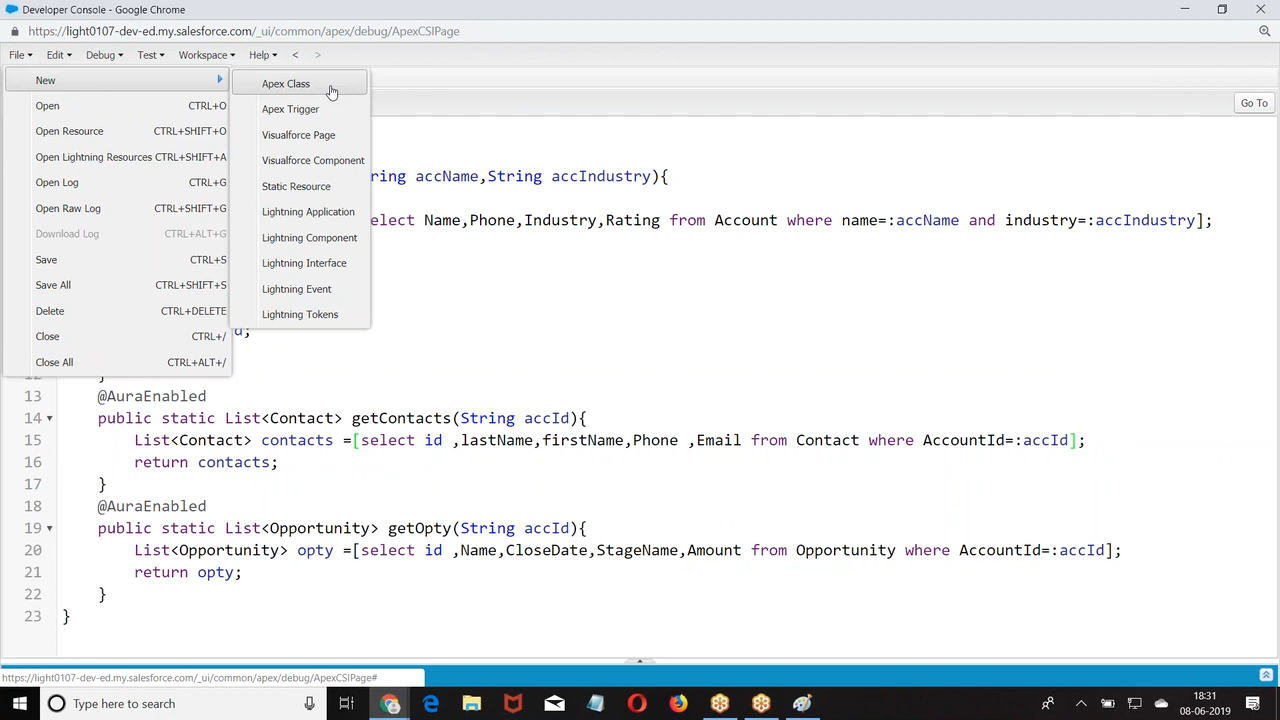 Developer Console - Google Chrome
https://light0107-dev-ed.my.salesforce.com/_ui/common/apex/debug/ApexCSIPage
File Edit Debug Test Workspace Help < >
New
Open CTRL+O
Open Resource CTRL+SHIFT+O
Open Lightning Resources CTRL+SHIFT+A
Open Log CTRL+G
Open Raw Log CTRL+SHIFT+G
Download Log CTRL+ALT+G
Save CTRL+S
Save All CTRL+SHIFT+S
Delete CTRL+DELETE
Close CTRL+/
Close All CTRL+ALT+/
Apex Class
Apex Trigger
Visualforce Page
Visualforce Component
Static Resource
Lightning Application
Lightning Component
Lightning Interface
Lightning Event
Lightning Tokens
Go To
ring accName,String accIndustry){
elect Name,Phone,Industry,Rating from Account where name=:accName and industry=:accIndustry];
d;
12 }
13 @AuraEnabled
14 public static List<Contact> getContacts(String accId){
15 List<Contact> contacts =[select id ,lastName,firstName,Phone ,Email from Contact where AccountId=:accId];
16 return contacts;
17 }
18 @AuraEnabled
19 public static List<Opportunity> getOpty(String accId){
20 List<Opportunity> opty =[select id ,Name,CloseDate,StageName,Amount from Opportunity where AccountId=:accId];
21 return opty;
22 }
23 }
https://light0107-dev-ed.my.salesforce.com/_ui/common/apex/debug/ApexCSIPage#
Type here to search
18:31
08-06-2019